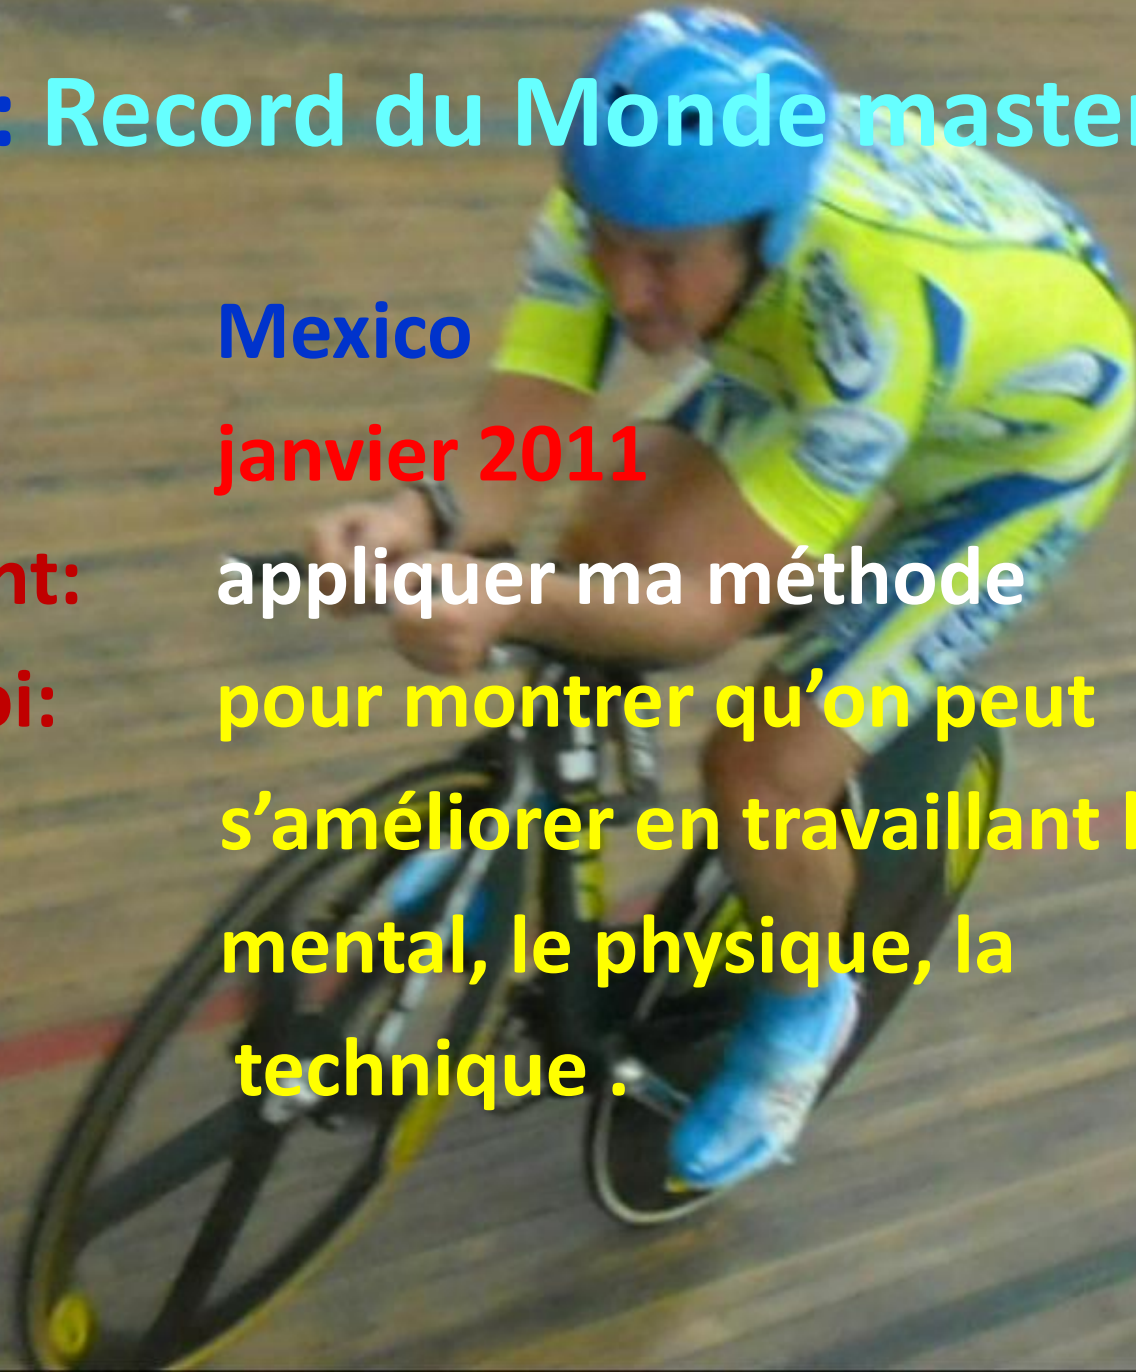 : Record du Monde master
Mexico
janvier 2011
nt: appliquer ma méthode
oi: pour montrer qu’on peut
s’améliorer en travaillant l
mental, le physique, la
technique .